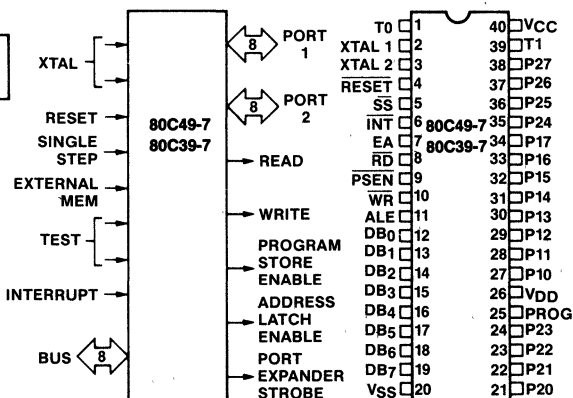 XTAL
RESET
SINGLE
STEP
EXTERNAL
MEM
TEST
INTERRUPT
BUS
8
80C49-7
80C39-7
8
PORT
1
8
PORT
2
READ
WRITE
PROGRAM
STORE
ENABLE
ADDRESS
LATCH
ENABLE
PORT
EXPANDER
STROBE
T0 1 40 VCC
XTAL 1 2 39 T1
XTAL 2 3 38 P27
RESET 4 37 P26
SS 5 36 P25
INT 6 80C49-7 35 P24
EA 7 80C39-7 34 P17
RD 8 33 P16
PSEN 9 32 P15
WR 10 31 P14
ALE 11 30 P13
DB0 12 29 P12
DB1 13 28 P11
DB2 14 27 P10
DB3 15 26 VDD
DB4 16 25 PROG
DB5 17 24 P23
DB6 18 23 P22
DB7 19 22 P21
VSS 20 21 P20